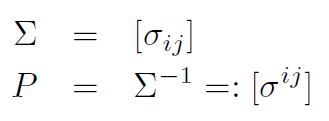 Σ = [σ_{ij}]
P = Σ^{-1} =: [σ^{ij}]